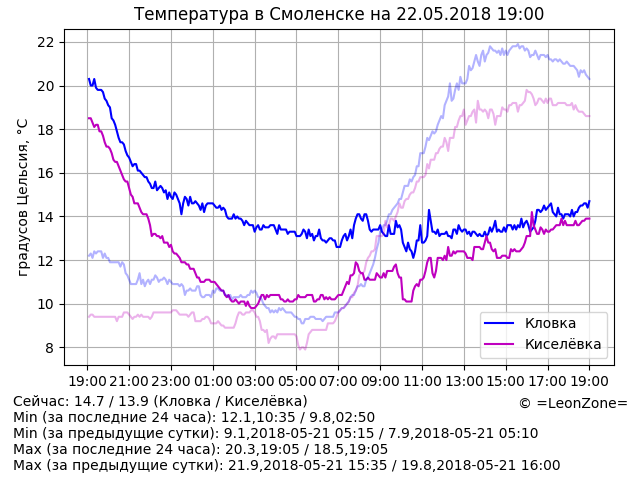 Температура в Смоленске на 22.05.2018 19:00
градусов Цельсия, °C
22
20
18
16
14
12
10
8
Кловка
Киселёвка
19:00 21:00 23:00 01:00 03:00 05:00 07:00 09:00 11:00 13:00 15:00 17:00 19:00
Сейчас: 14.7 / 13.9 (Кловка / Киселёвка)
© =LeonZone=
Min (за последние 24 часа): 12.1,10:35 / 9.8,02:50
Min (за предыдущие сутки): 9.1,2018-05-21 05:15 / 7.9,2018-05-21 05:10
Max (за последние 24 часа): 20.3,19:05 / 18.5,19:05
Max (за предыдущие сутки): 21.9,2018-05-21 15:35 / 19.8,2018-05-21 16:00